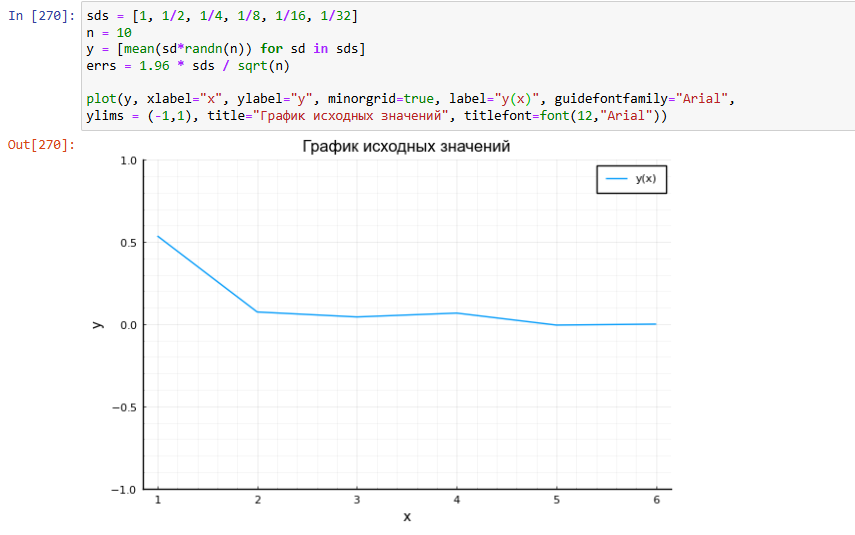 In [270]: sds = [1, 1/2, 1/4, 1/8, 1/16, 1/32]
n = 10
y = [mean(sd*randn(n)) for sd in sds]
errs = 1.96 * sds / sqrt(n)
plot(y, xlabel="x", ylabel="y", minorgrid=true, label="y(x)", guidefontfamily="Arial",
ylims = (-1,1), title="График исходных значений", titlefont=font(12,"Arial"))
Out[270]:
График исходных значений
1.0
y(x)
0.5
y
0.0
−0.5
−1.0
1 2 3 4 5 6
x